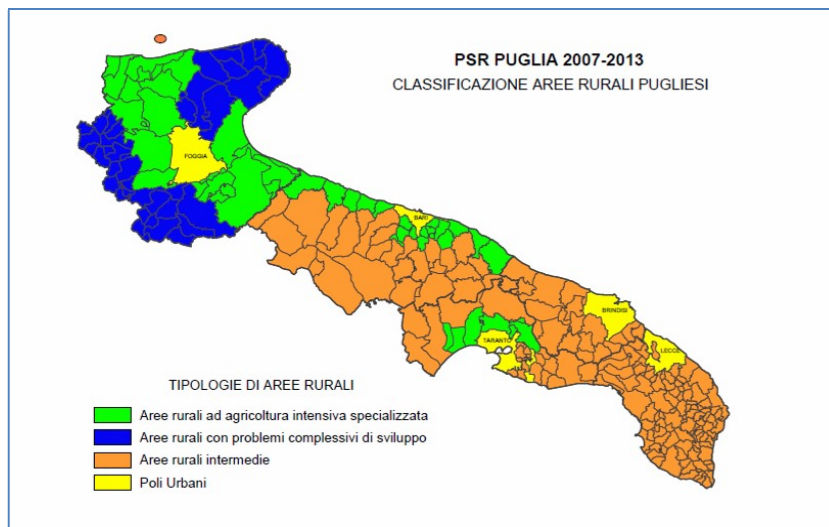 PSR PUGLIA 2007-2013
CLASSIFICAZIONE AREE RURALI PUGLIESI
FOGGIA
BARI
BRINDISI
TARANTO
LECCE
TIPOLOGIE DI AREE RURALI
Aree rurali ad agricoltura intensiva specializzata
Aree rurali con problemi complessivi di sviluppo
Aree rurali intermedie
Poli Urbani